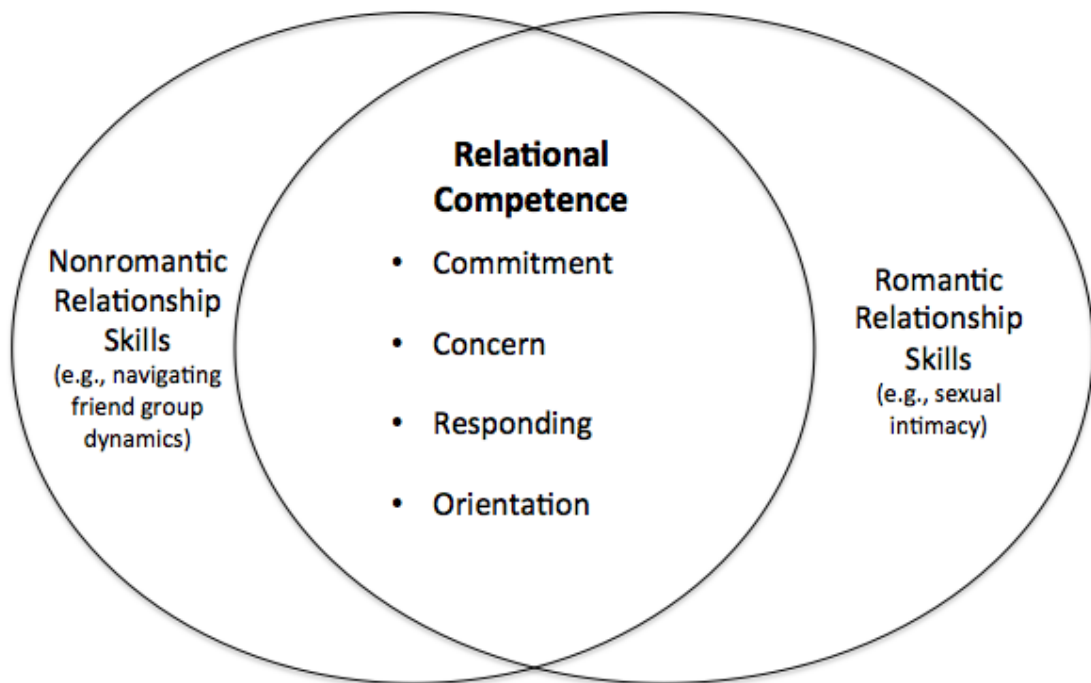 Relational
Competence
• Commitment
• Concern
• Responding
• Orientation
Nonromantic
Relationship
Skills
(e.g., navigating
friend group
dynamics)
Romantic
Relationship
Skills
(e.g., sexual
intimacy)